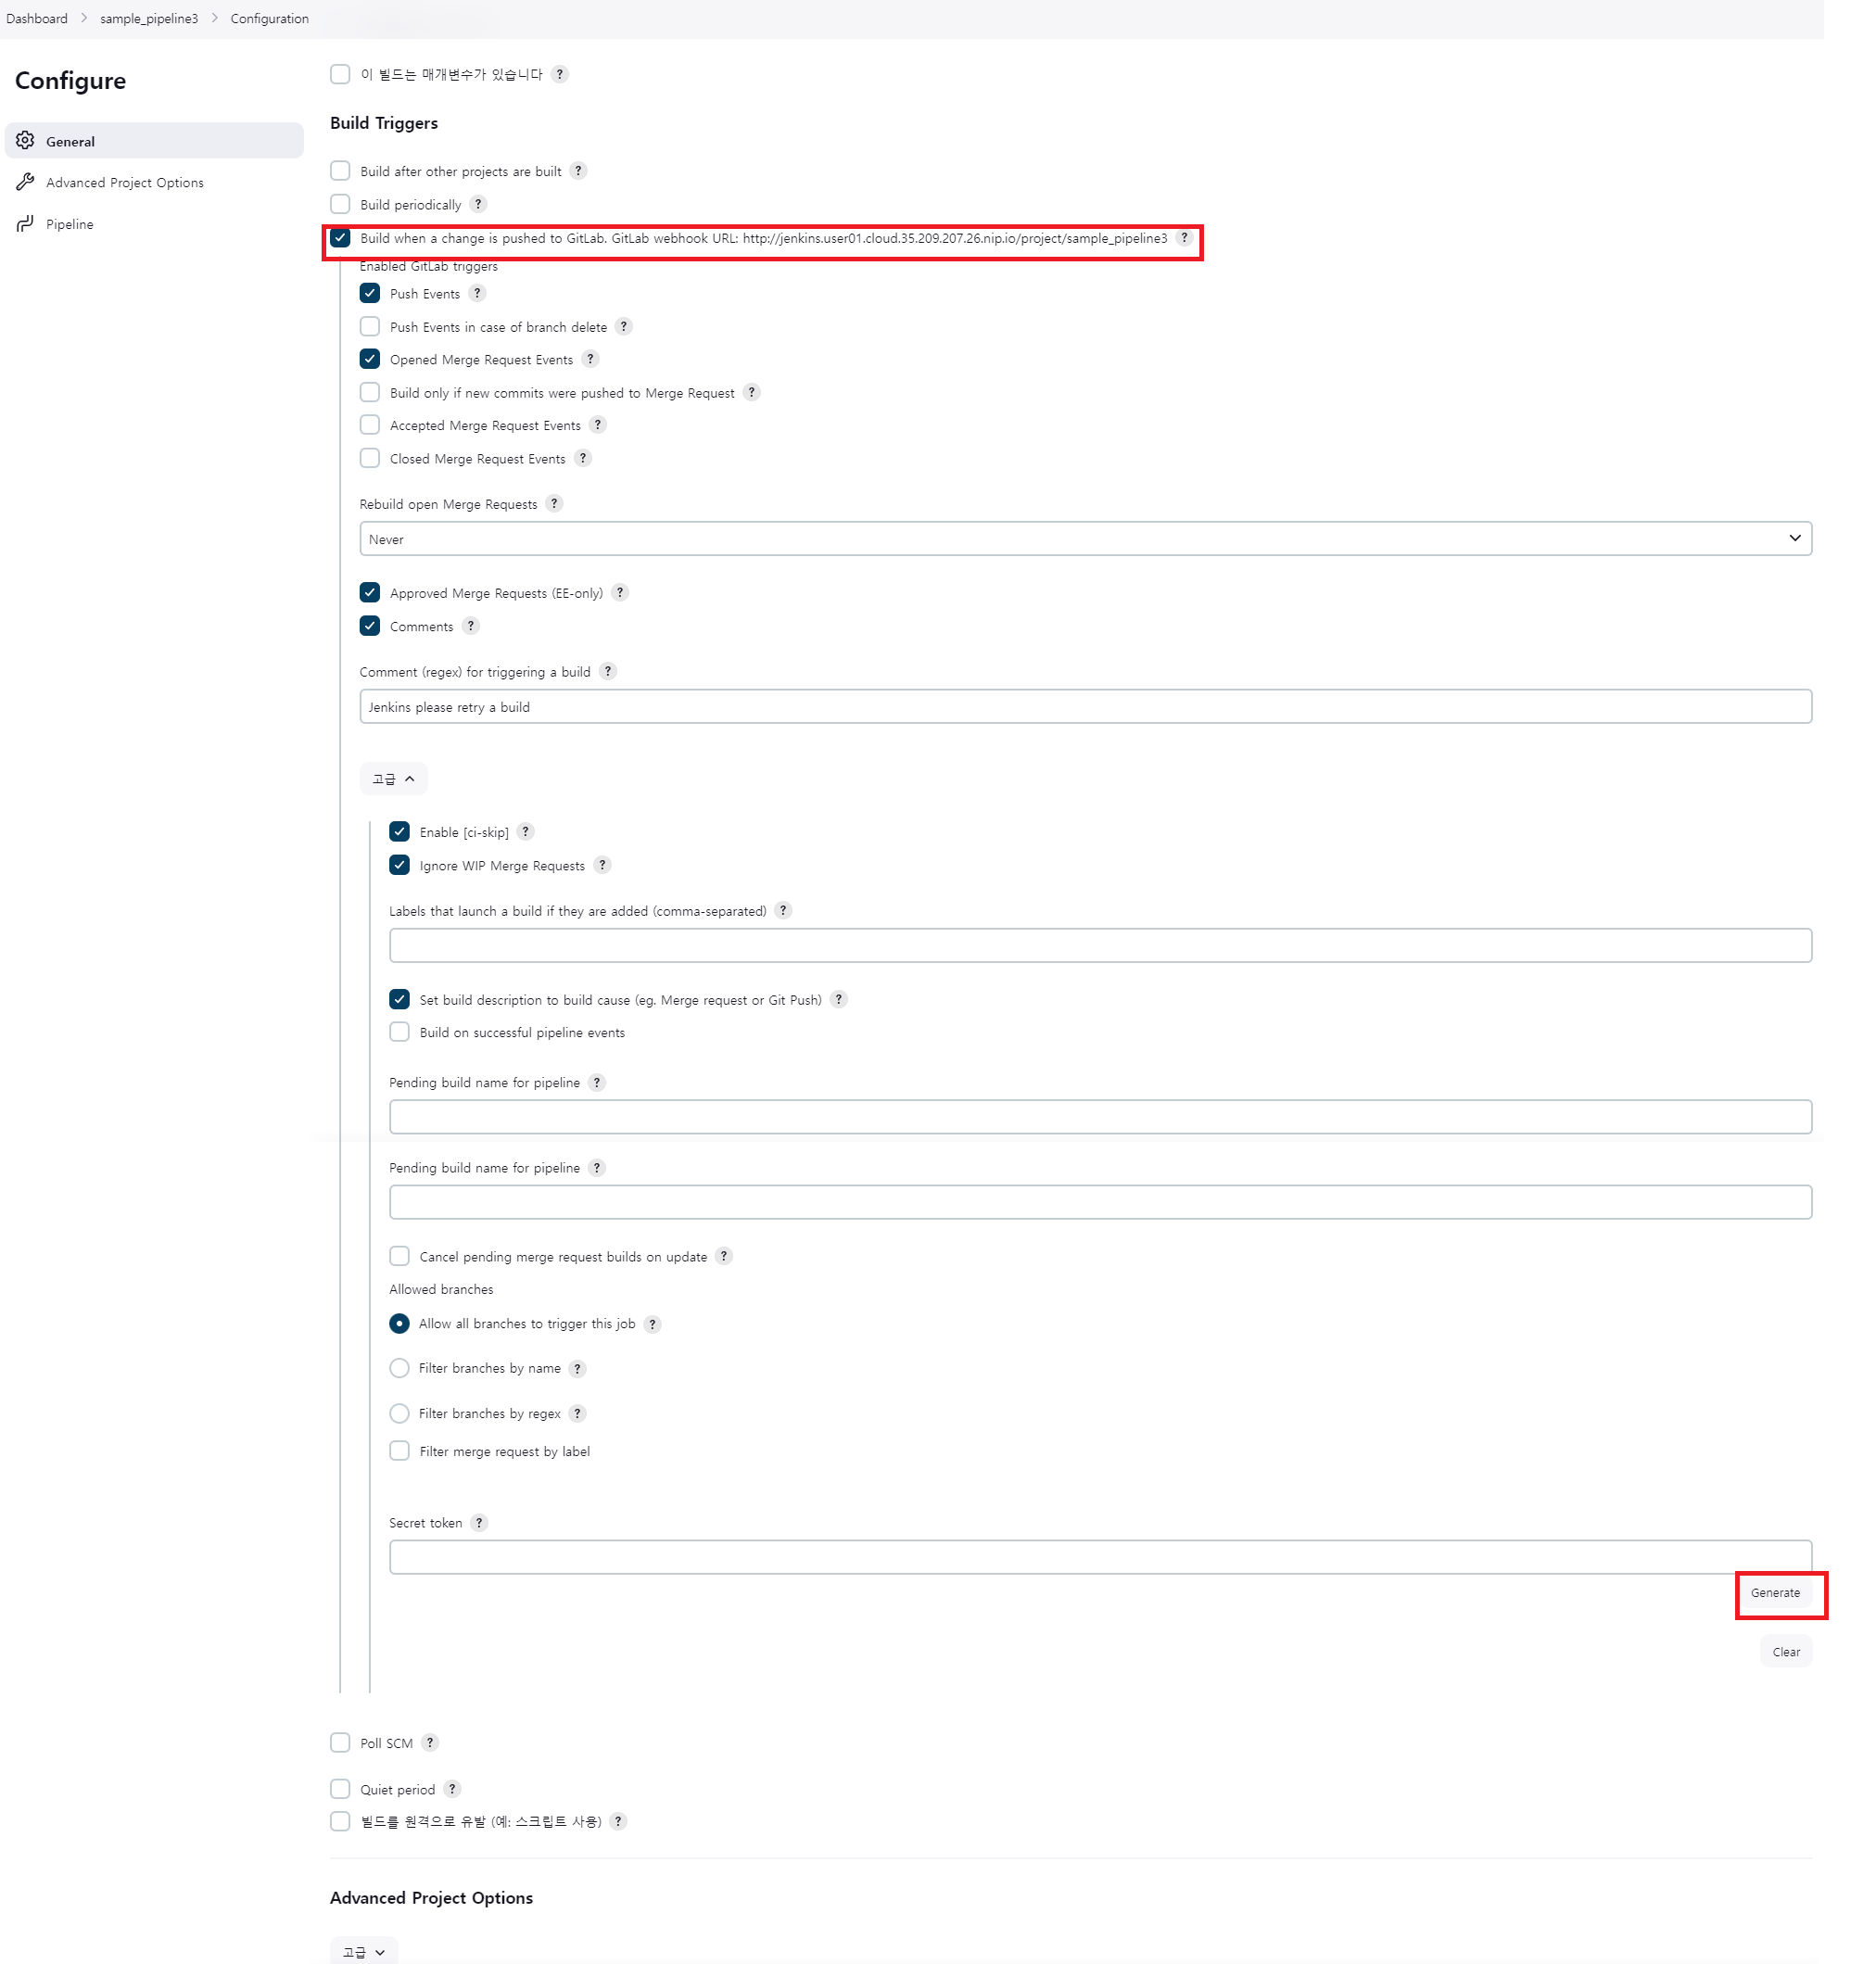 Dashboard > sample_pipeline3 > Configuration
Configure
General
Advanced Project Options
Pipeline
이 빌드는 매개변수가 있습니다 ?
Build Triggers
Build after other projects are built ?
Build periodically ?
Build when a change is pushed to GitLab. GitLab webhook URL: http://jenkins.user01.cloud.35.209.207.26.nip.io/project/sample_pipeline3 ?
Enabled GitLab triggers
Push Events ?
Push Events in case of branch delete ?
Opened Merge Request Events ?
Build only if new commits were pushed to Merge Request ?
Accepted Merge Request Events ?
Closed Merge Request Events ?
Rebuild open Merge Requests ?
Never
Approved Merge Requests (EE-only) ?
Comments ?
Comment (regex) for triggering a build ?
Jenkins please retry a build
고급
Enable [ci-skip] ?
Ignore WIP Merge Requests ?
Labels that launch a build if they are added (comma-separated) ?
Set build description to build cause (eg. Merge request or Git Push) ?
Build on successful pipeline events
Pending build name for pipeline ?
Pending build name for pipeline ?
Cancel pending merge request builds on update ?
Allowed branches
Allow all branches to trigger this job ?
Filter branches by name ?
Filter branches by regex ?
Filter merge request by label
Secret token ?
Generate
Clear
Poll SCM ?
Quiet period ?
빌드를 원격으로 유발 (예: 스크립트 사용) ?
Advanced Project Options
고급